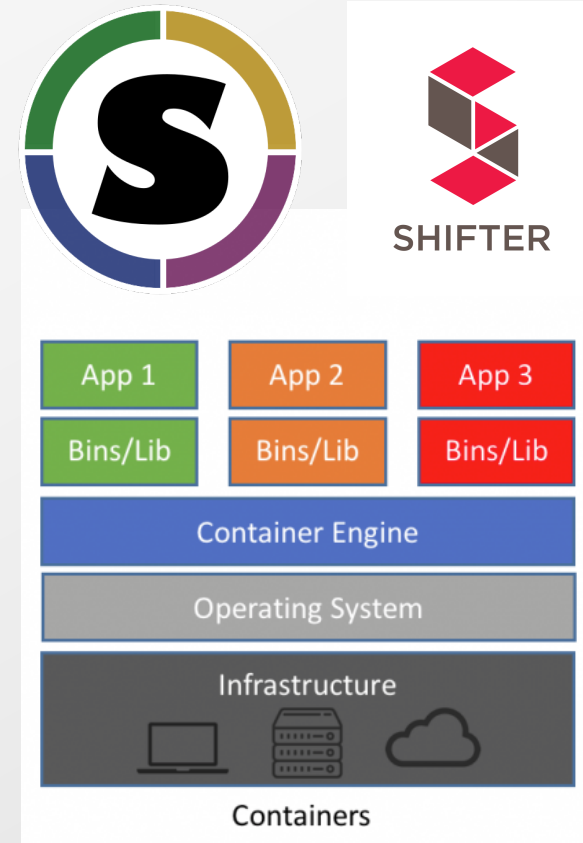 S
SHIFTER
App 1
App 2
App 3
Bins/Lib
Bins/Lib
Bins/Lib
Container Engine
Operating System
Infrastructure
Containers